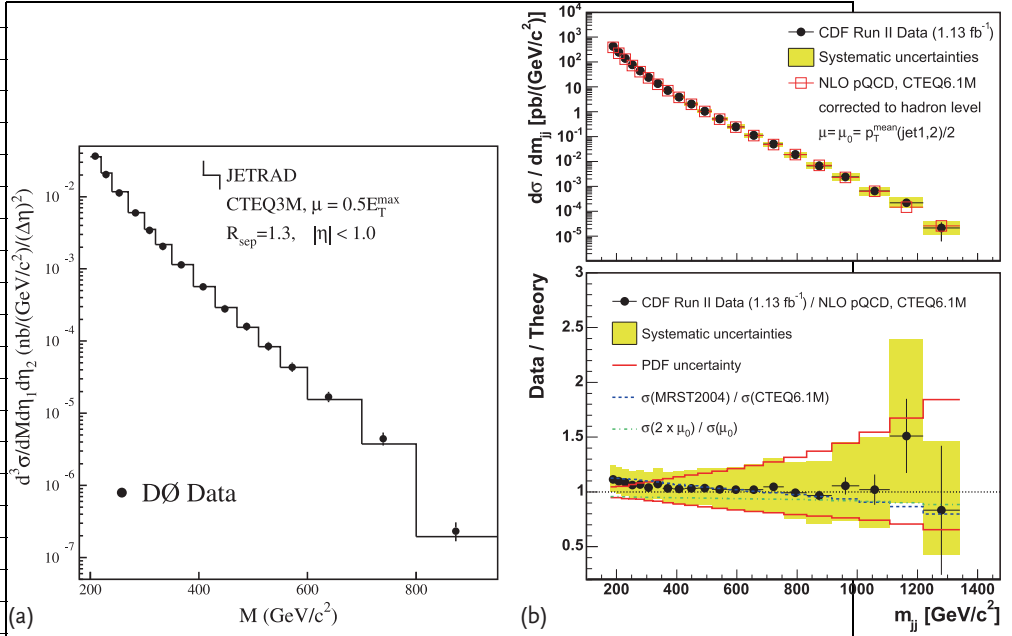 JETRAD
CTEQ3M, μ = 0.5E_T^max
R_sep=1.3, |η| < 1.0
DØ Data
d³σ/dMdη₁dη₂ (nb/(GeV/c²)/(Δη)²)
10⁻²
10⁻³
10⁻⁴
10⁻⁵
10⁻⁶
10⁻⁷
200 400 600 800
M (GeV/c²)
(a)
CDF Run II Data (1.13 fb⁻¹)
Systematic uncertainties
NLO pQCD, CTEQ6.1M
corrected to hadron level
μ=μ₀=p_T^mean(jet1,2)/2
dσ / dm_jj [pb/(GeV/c²)]
10⁴
10³
10²
10
1
10⁻¹
10⁻²
10⁻³
10⁻⁴
10⁻⁵
CDF Run II Data (1.13 fb⁻¹) / NLO pQCD, CTEQ6.1M
Systematic uncertainties
PDF uncertainty
σ(MRST2004) / σ(CTEQ6.1M)
σ(2 x μ₀) / σ(μ₀)
Data / Theory
3
2.5
2
1.5
1
0.5
200 400 600 800 1000 1200 1400
m_jj [GeV/c²]
(b)